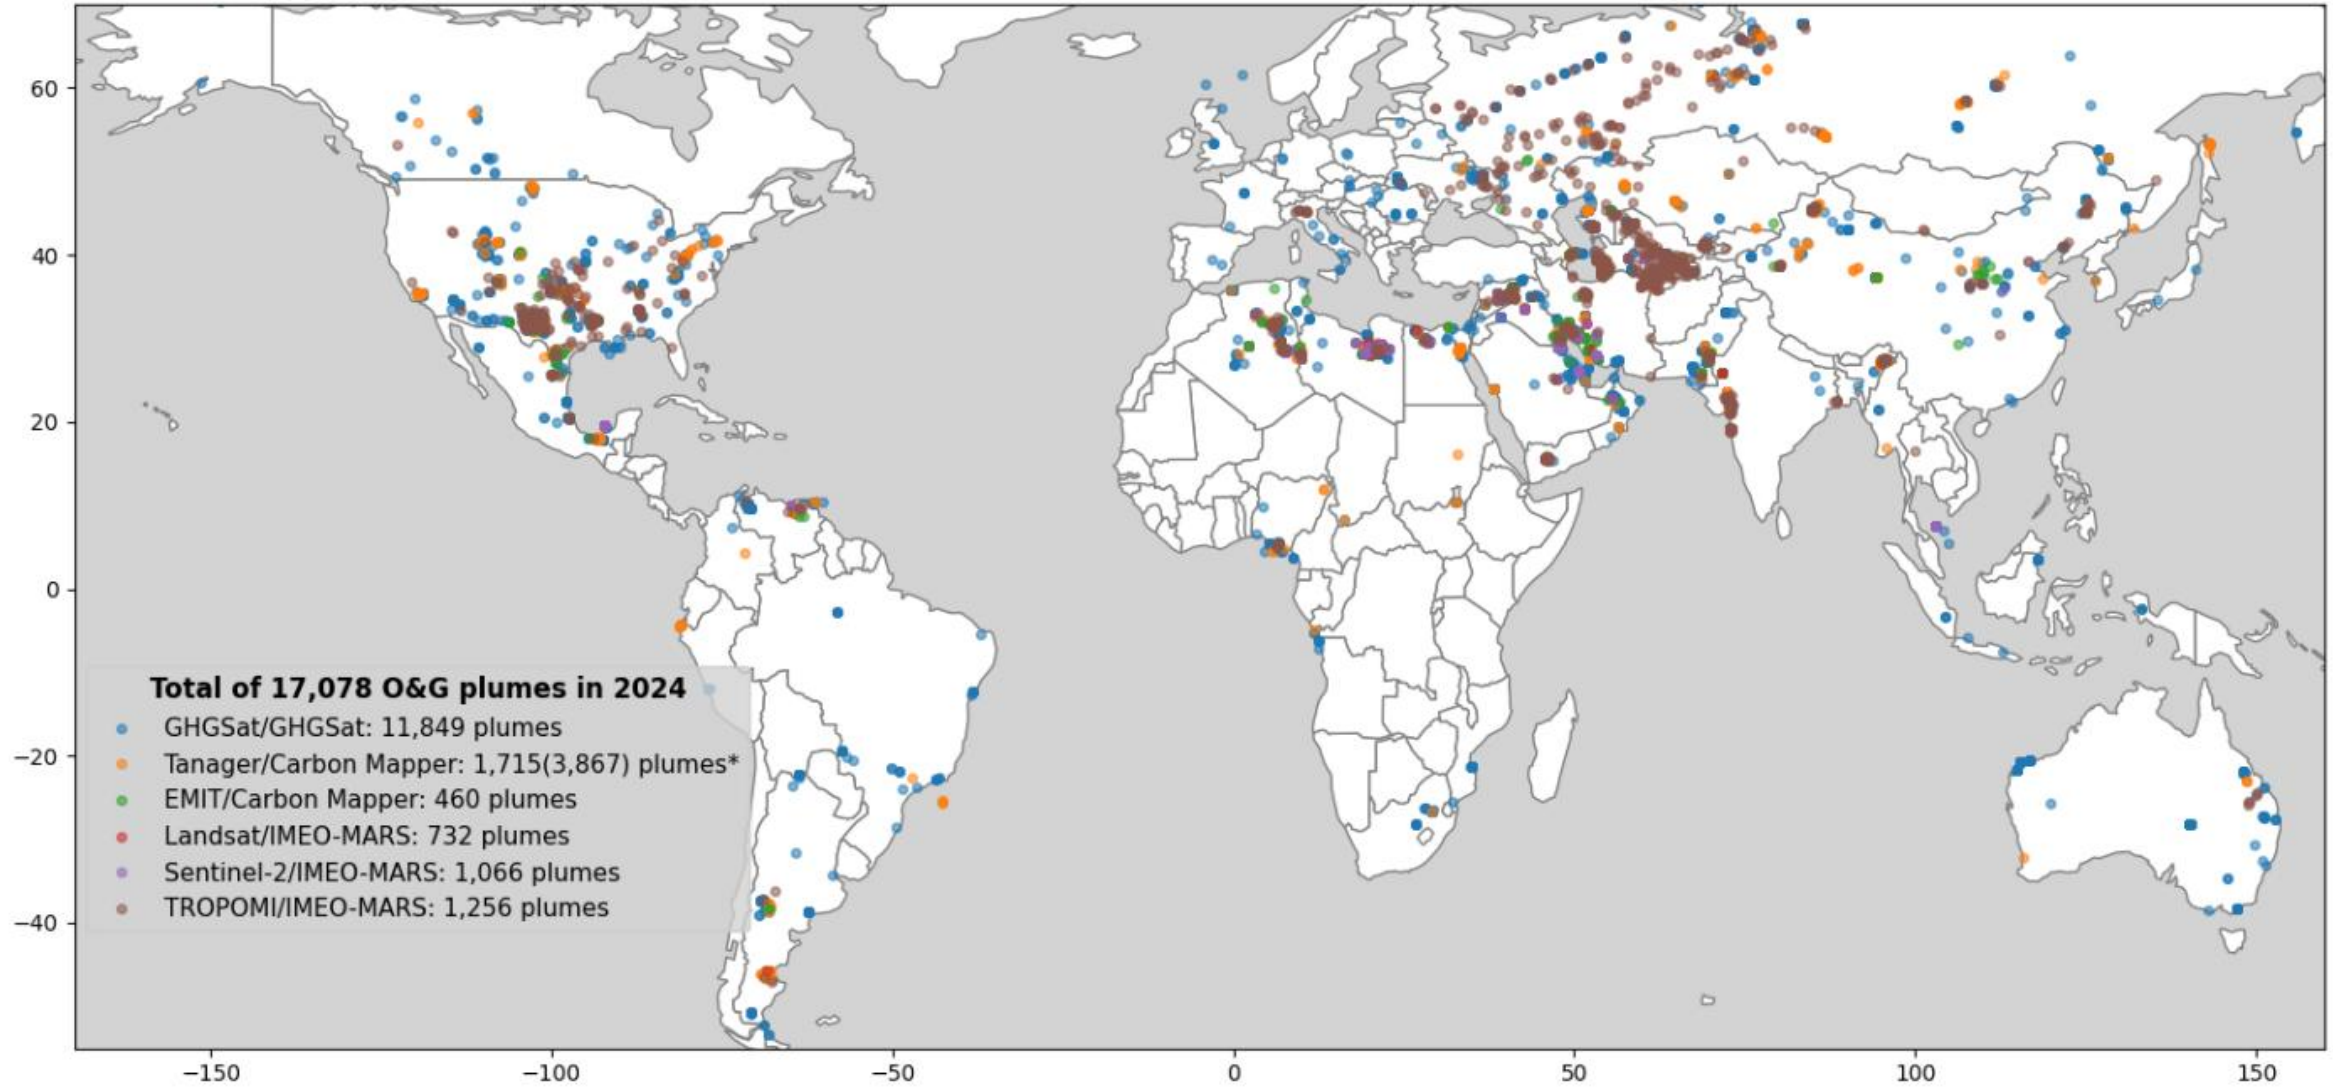 60
40
20
0
−20
−40
Total of 17,078 O&G plumes in 2024
GHGSat/GHGSat: 11,849 plumes
Tanager/Carbon Mapper: 1,715(3,867) plumes*
EMIT/Carbon Mapper: 460 plumes
Landsat/IMEO-MARS: 732 plumes
Sentinel-2/IMEO-MARS: 1,066 plumes
TROPOMI/IMEO-MARS: 1,256 plumes
−150 −100 −50 0 50 100 150